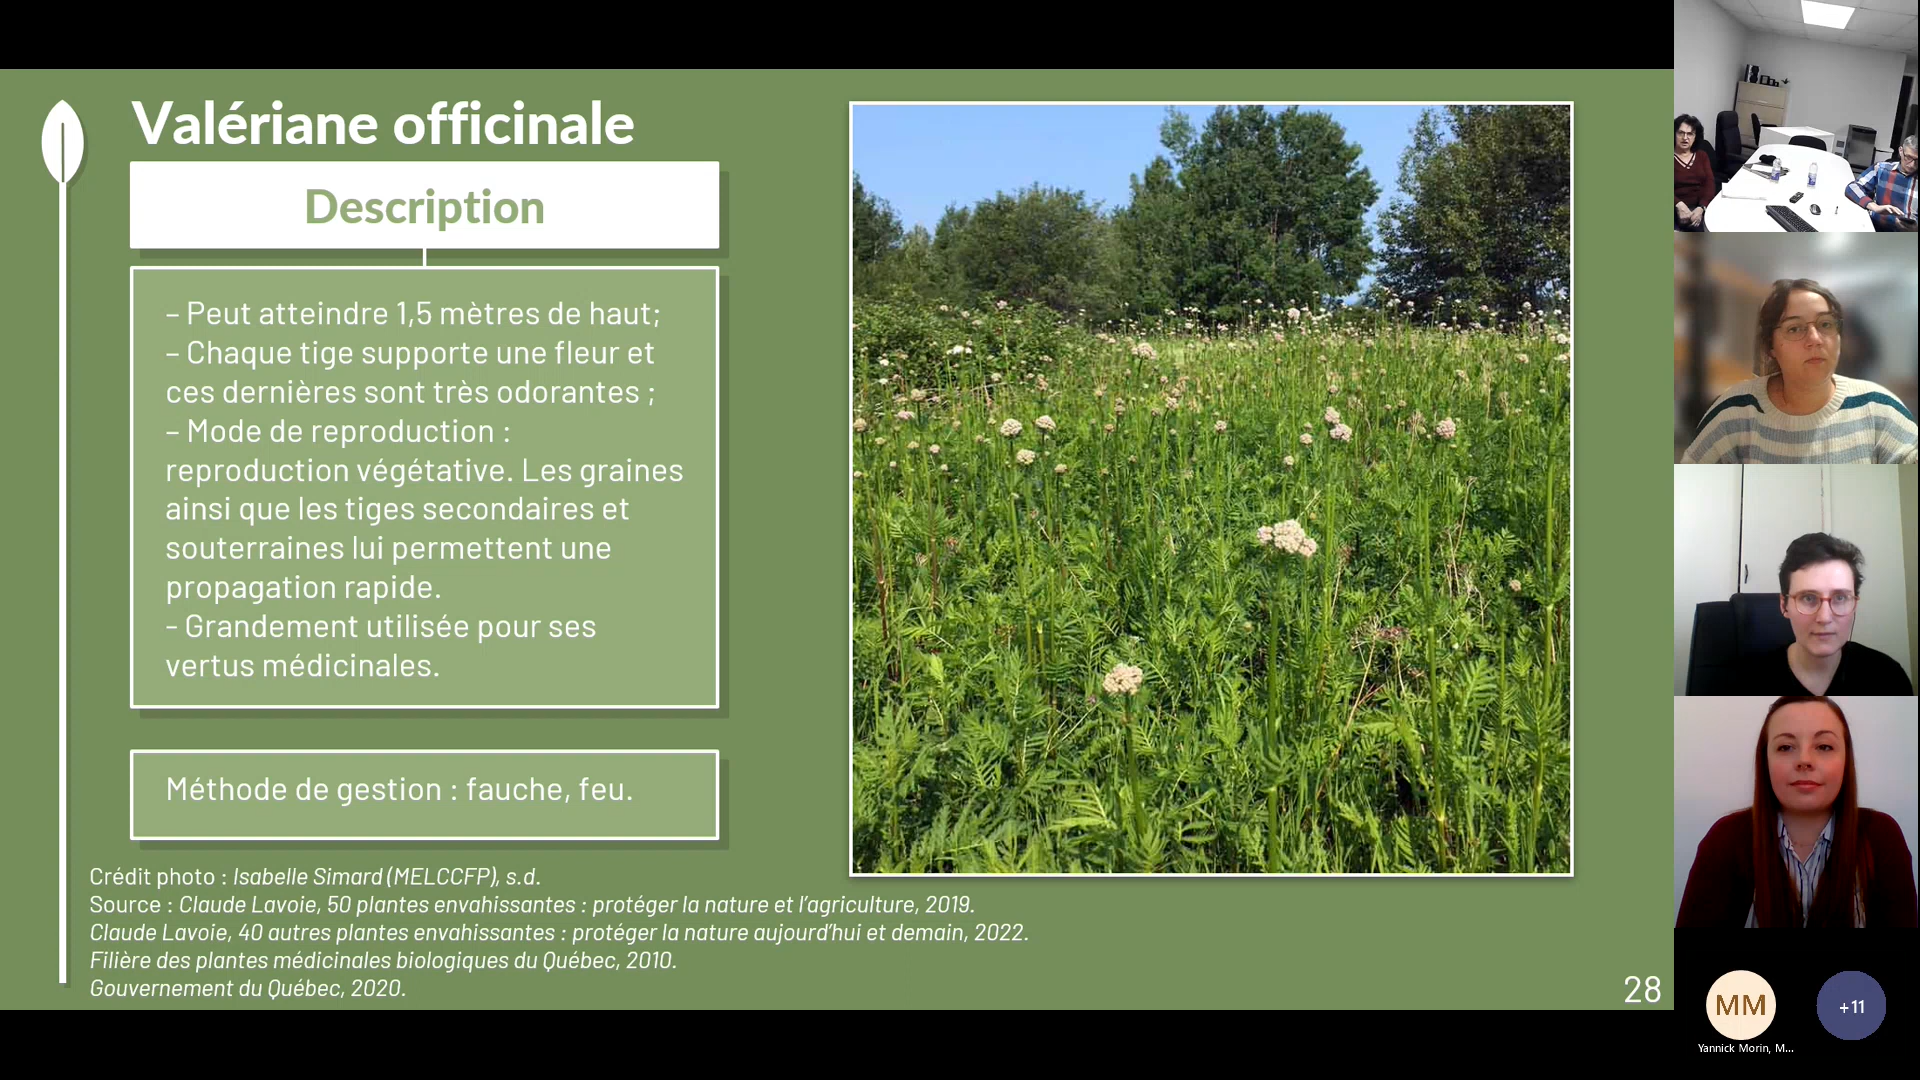 Valériane officinale
Description
– Peut atteindre 1,5 mètres de haut;
– Chaque tige supporte une fleur et
ces dernières sont très odorantes ;
– Mode de reproduction :
reproduction végétative. Les graines
ainsi que les tiges secondaires et
souterraines lui permettent une
propagation rapide.
- Grandement utilisée pour ses
vertus médicinales.
Méthode de gestion : fauche, feu.
Crédit photo : Isabelle Simard (MELCCFP), s.d.
Source : Claude Lavoie, 50 plantes envahissantes : protéger la nature et l’agriculture, 2019.
Claude Lavoie, 40 autres plantes envahissantes : protéger la nature aujourd’hui et demain, 2022.
Filière des plantes médicinales biologiques du Québec, 2010.
Gouvernement du Québec, 2020.
28
MM
+11
Yannick Morin, M...